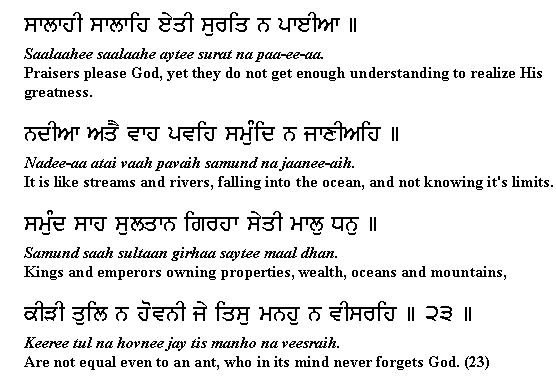 ਸਾਲਾਹੀ ਸਾਲਾਹਿ ਏਤੀ ਸੁਰਤਿ ਨ ਪਾਈਆ ॥
Saalaahee saalaahe aytee surat na paa-ee-aa.
Praisers please God, yet they do not get enough understanding to realize His
greatness.
ਨਦੀਆ ਅਤੈ ਵਾਹ ਪਵਹਿ ਸਮੁੰਦਿ ਨ ਜਾਣੀਅਹਿ ॥
Nadee-aa atai vaah pavaih samund na jaanee-aih.
It is like streams and rivers, falling into the ocean, and not knowing it's limits.
ਸਮੁੰਦ ਸਾਹ ਸੁਲਤਾਨ ਗਿਰਹਾ ਸੇਤੀ ਮਾਲੁ ਧਨੁ ॥
Samund saah sultaan girhaa saytee maal dhan.
Kings and emperors owning properties, wealth, oceans and mountains,
ਕੀੜੀ ਤੁਲਿ ਨ ਹੋਵਨੀ ਜੇ ਤਿਸੁ ਮਨਹੁ ਨ ਵੀਸਰਹਿ ॥ ੨੩ ॥
Keeree tul na hovnee jay tis manho na veesraih.
Are not equal even to an ant, who in its mind never forgets God. (23)